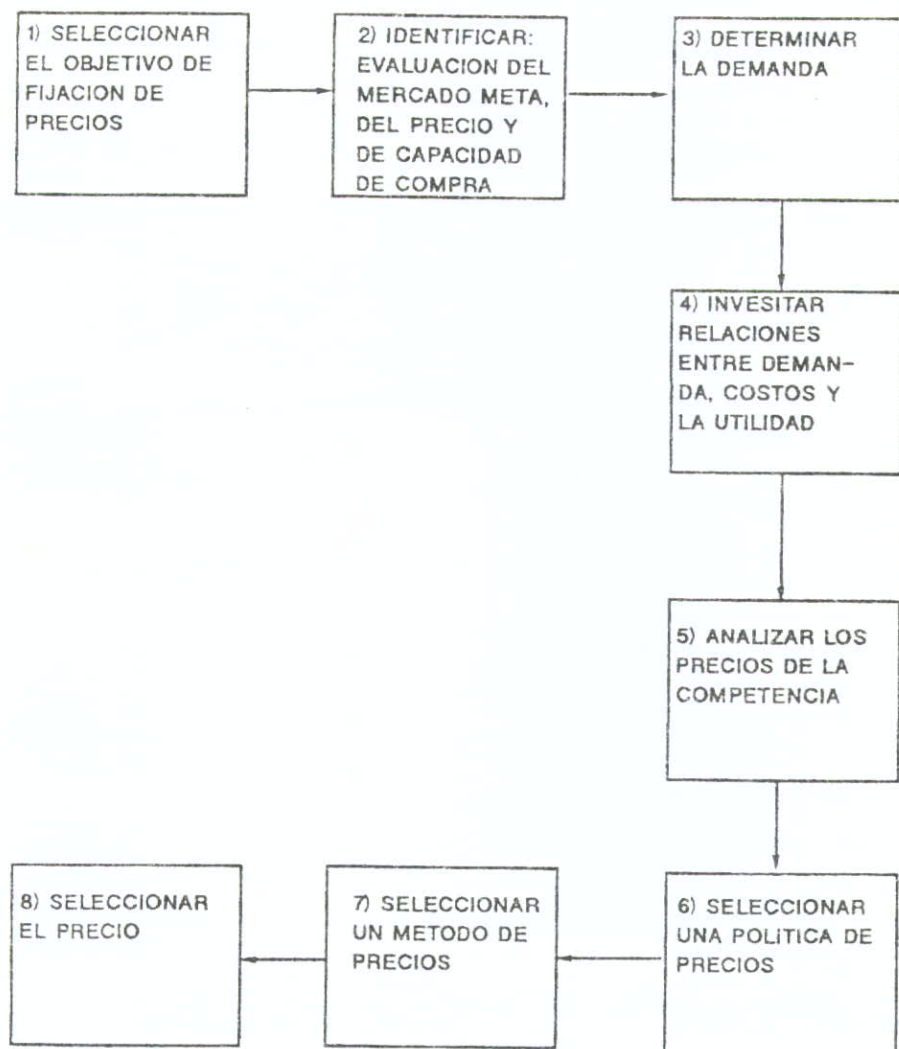 1) SELECCIONAR
EL OBJETIVO DE
FIJACION DE
PRECIOS
2) IDENTIFICAR:
EVALUACION DEL
MERCADO META,
DEL PRECIO Y
DE CAPACIDAD
DE COMPRA
3) DETERMINAR
LA DEMANDA
4) INVESITAR
RELACIONES
ENTRE DEMAN-
DA, COSTOS Y
LA UTILIDAD
5) ANALIZAR LOS
PRECIOS DE LA
COMPETENCIA
6) SELECCIONAR
UNA POLITICA DE
PRECIOS
7) SELECCIONAR
UN METODO DE
PRECIOS
8) SELECCIONAR
EL PRECIO